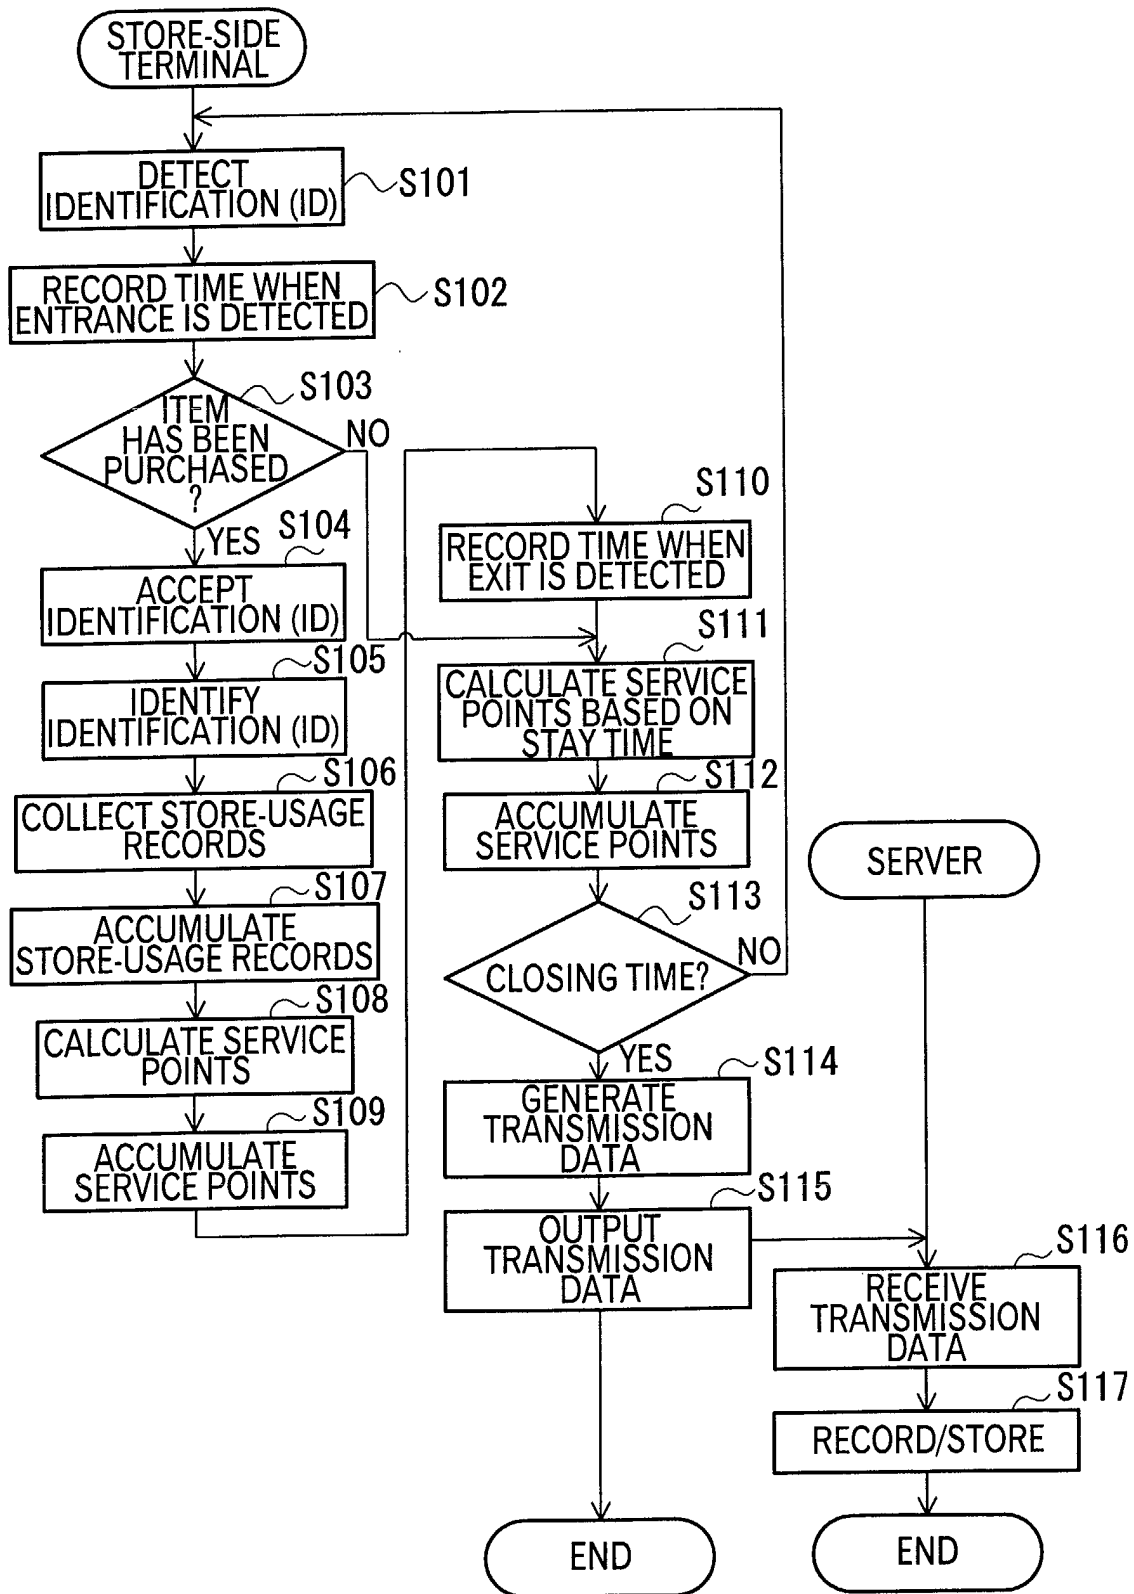 STORE-SIDE
TERMINAL
DETECT
IDENTIFICATION (ID)
S101
RECORD TIME WHEN
ENTRANCE IS DETECTED
S102
S103
ITEM
HAS BEEN
PURCHASED
?
NO
YES
S104
ACCEPT
IDENTIFICATION (ID)
S105
IDENTIFY
IDENTIFICATION (ID)
S106
COLLECT STORE-USAGE
RECORDS
S107
ACCUMULATE
STORE-USAGE RECORDS
S108
CALCULATE SERVICE
POINTS
S109
ACCUMULATE
SERVICE POINTS
S110
RECORD TIME WHEN
EXIT IS DETECTED
S111
CALCULATE SERVICE
POINTS BASED ON
STAY TIME
S112
ACCUMULATE
SERVICE POINTS
S113
CLOSING TIME?
NO
YES
S114
GENERATE
TRANSMISSION
DATA
S115
OUTPUT
TRANSMISSION
DATA
END
SERVER
S116
RECEIVE
TRANSMISSION
DATA
S117
RECORD/STORE
END